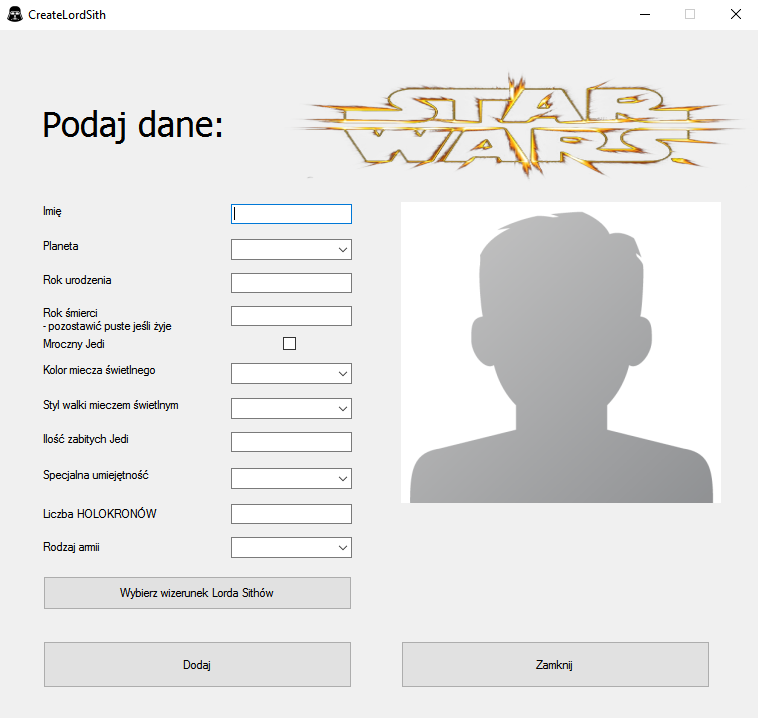 CreateLordSith
STAR
WARS
Podaj dane:
Imię
Planeta
Rok urodzenia
Rok śmierci
- pozostawić puste jeśli żyje
Mroczny Jedi
Kolor miecza świetlnego
Styl walki mieczem świetlnym
Ilość zabitych Jedi
Specjalna umiejętność
Liczba HOLOKRONÓW
Rodzaj armii
Wybierz wizerunek Lorda Sithów
Dodaj
Zamknij